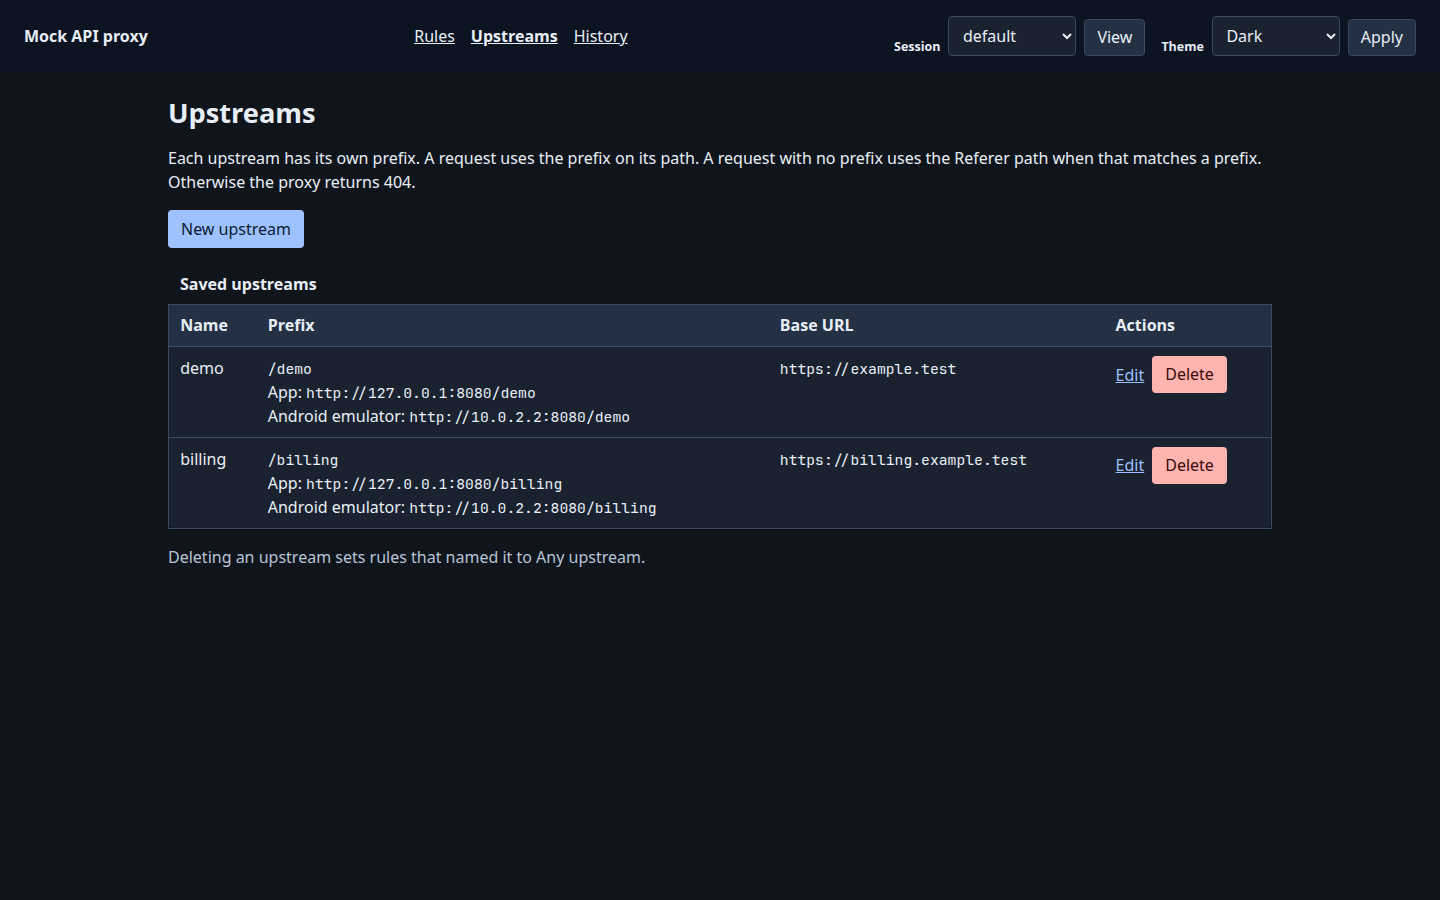 Mock API proxy
Rules Upstreams History
Session default View Theme Dark Apply
Upstreams
Each upstream has its own prefix. A request uses the prefix on its path. A request with no prefix uses the Referer path when that matches a prefix.
Otherwise the proxy returns 404.
New upstream
Saved upstreams
Name Prefix Base URL Actions
demo /demo https://example.test Edit Delete
App: http://127.0.0.1:8080/demo
Android emulator: http://10.0.2.2:8080/demo
billing /billing https://billing.example.test Edit Delete
App: http://127.0.0.1:8080/billing
Android emulator: http://10.0.2.2:8080/billing
Deleting an upstream sets rules that named it to Any upstream.